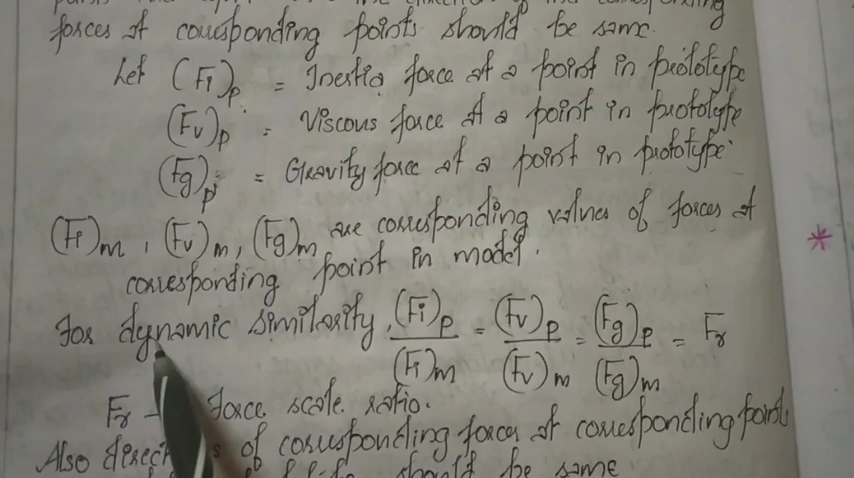 forces at corresponding points should be same.
Let (Fi)p = Inertia force at a point in prototype
(Fv)p = Viscous force at a point in prototype
(Fg)p = Gravity force at a point in prototype.
(Fi)m, (Fv)m, (Fg)m are corresponding values of forces at
corresponding point in model.
For dynamic similarity, (Fi)p/(Fi)m = (Fv)p/(Fv)m = (Fg)p/(Fg)m = Fr
Fr - force scale ratio.
Also of corresponding forces at corresponding points
should be same